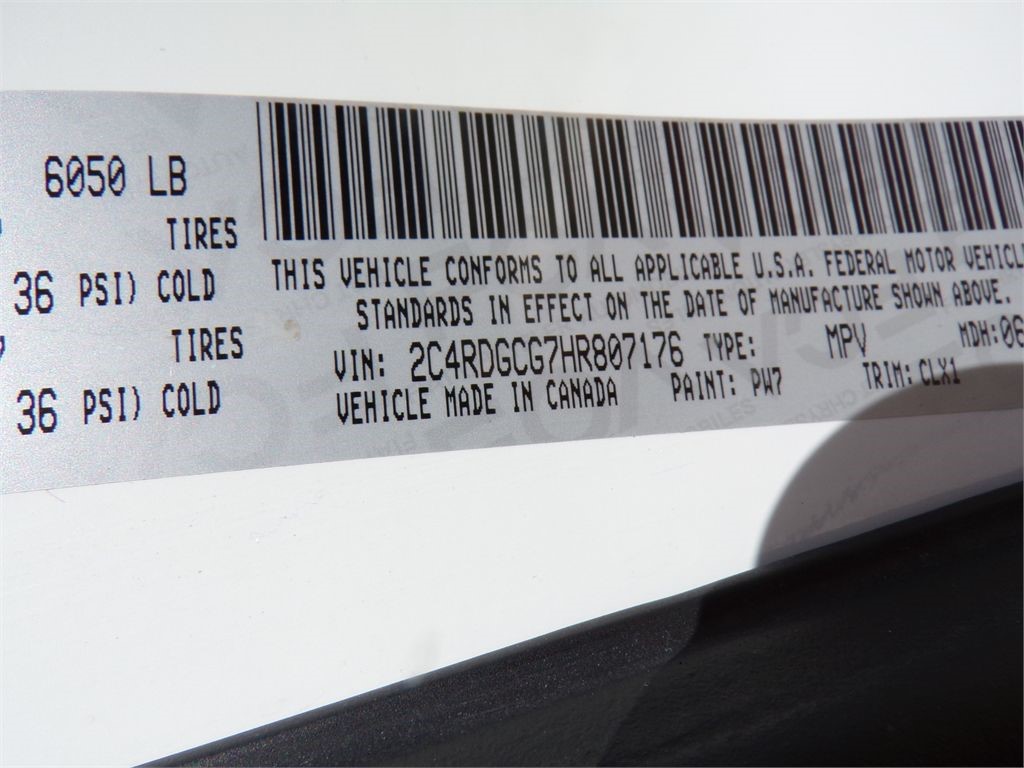 6050 LB
TIRES
36 PSI) COLD
TIRES
36 PSI) COLD
THIS VEHICLE CONFORMS TO ALL APPLICABLE U.S.A. FEDERAL MOTOR VEHICL
STANDARDS IN EFFECT ON THE DATE OF MANUFACTURE SHOWN ABOVE.
VIN: 2C4RDGCG7HR807176 TYPE: MPV MDH:06
VEHICLE MADE IN CANADA PAINT: PW7 TRIM: CLX1